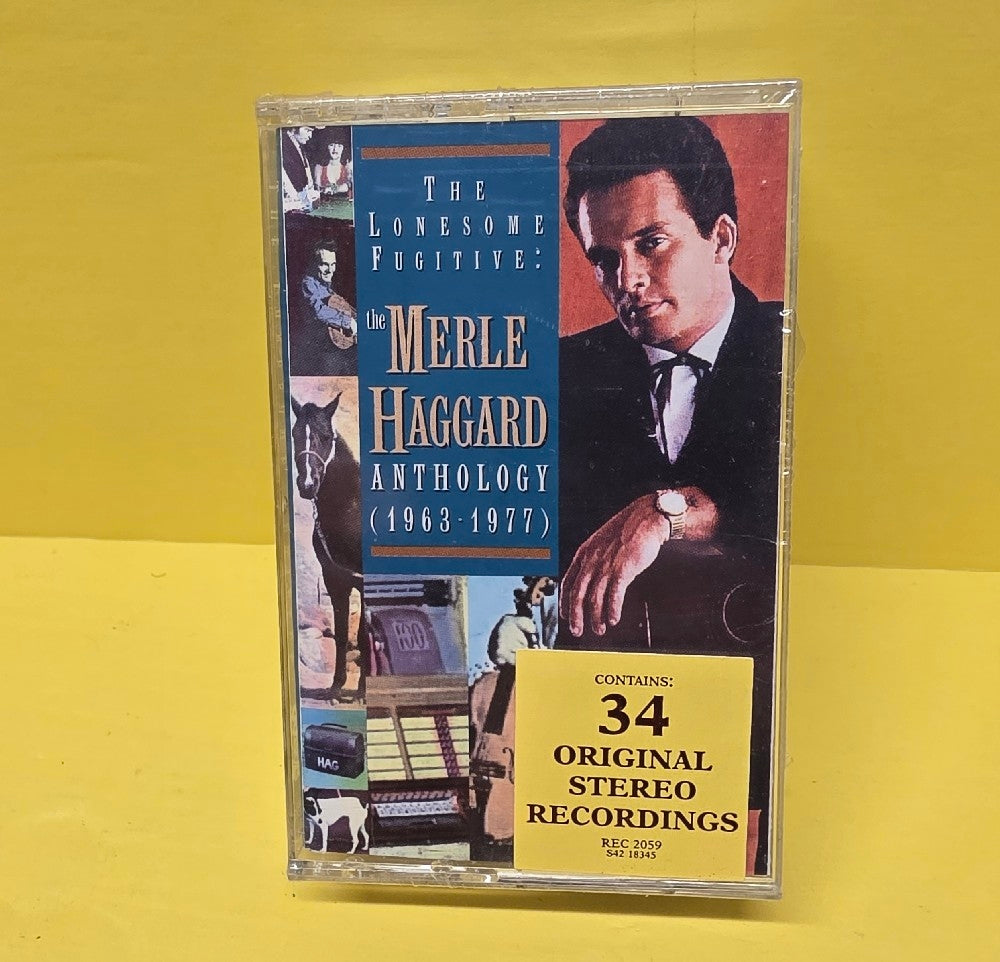 THE
LONESOME
FUGITIVE:
the MERLE
HAGGARD
ANTHOLOGY
(1963-1977)
100
HAG
CONTAINS:
34
ORIGINAL
STEREO
RECORDINGS
REC 2059
S42 18345